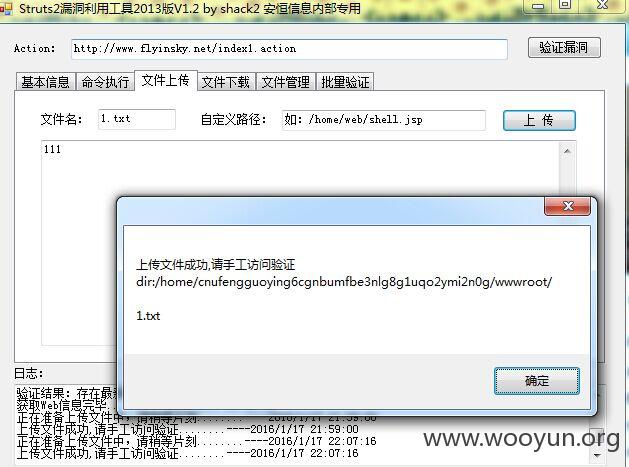 Struts2漏洞利用工具2013版V1.2 by shack2 安恒信息内部专用
Action: http://www.flyinsky.net/index1.action 验证漏洞
基本信息 命令执行 文件上传 文件下载 文件管理 批量验证
文件名: 1.txt 自定义路径: 如: /home/web/shell.jsp 上 传
111
上传文件成功,请手工访问验证
dir:/home/cnufengguoying6cgnbumfbe3nlg8g1uqo2ymi2n0g/wwwroot/
1.txt
确定
日志:
验证结果: 存在最
获取Web信息完毕.
正在准备上传文件中，请稍等片刻........----2016/1/17 21:59:00
上传文件成功,请手工访问验证........----2016/1/17 21:59:00
正在准备上传文件中，请稍等片刻........----2016/1/17 22:07:16
上传文件成功,请手工访问验证........----2016/1/17 22:07:16
www.wooyun.org